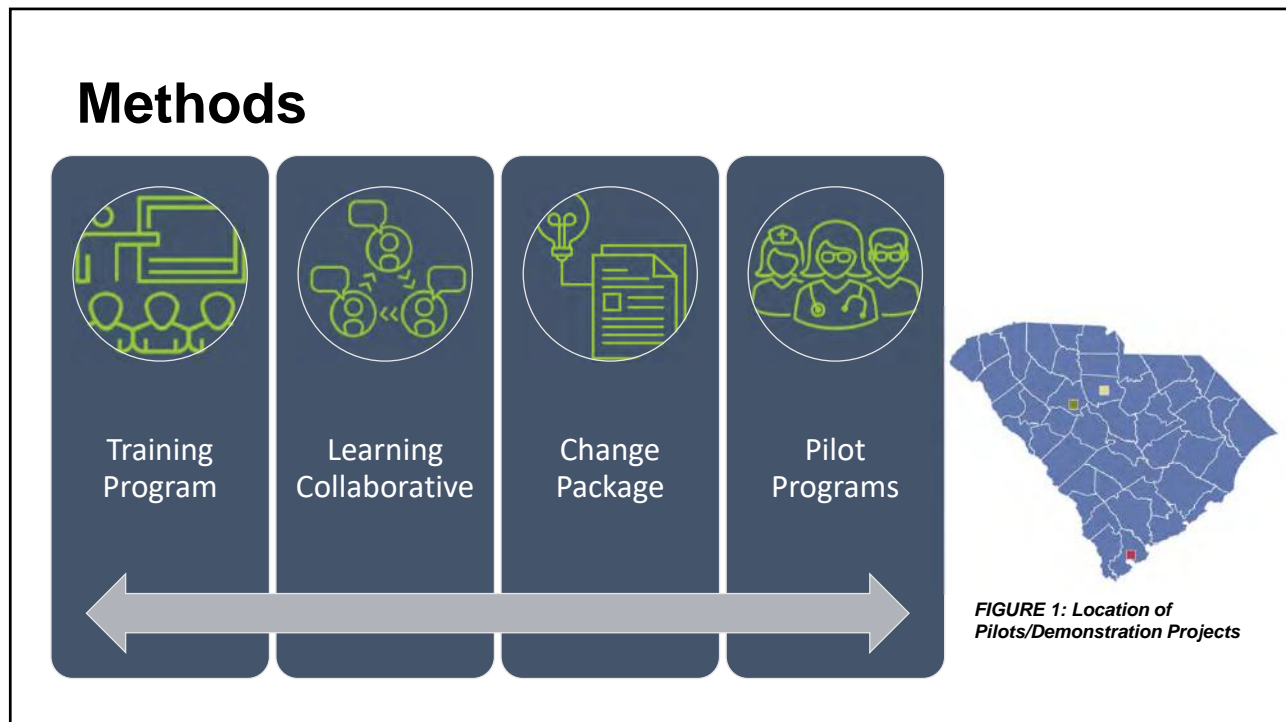 Methods
Training
Program
Learning
Collaborative
Change
Package
Pilot
Programs
FIGURE 1: Location of
Pilots/Demonstration Projects